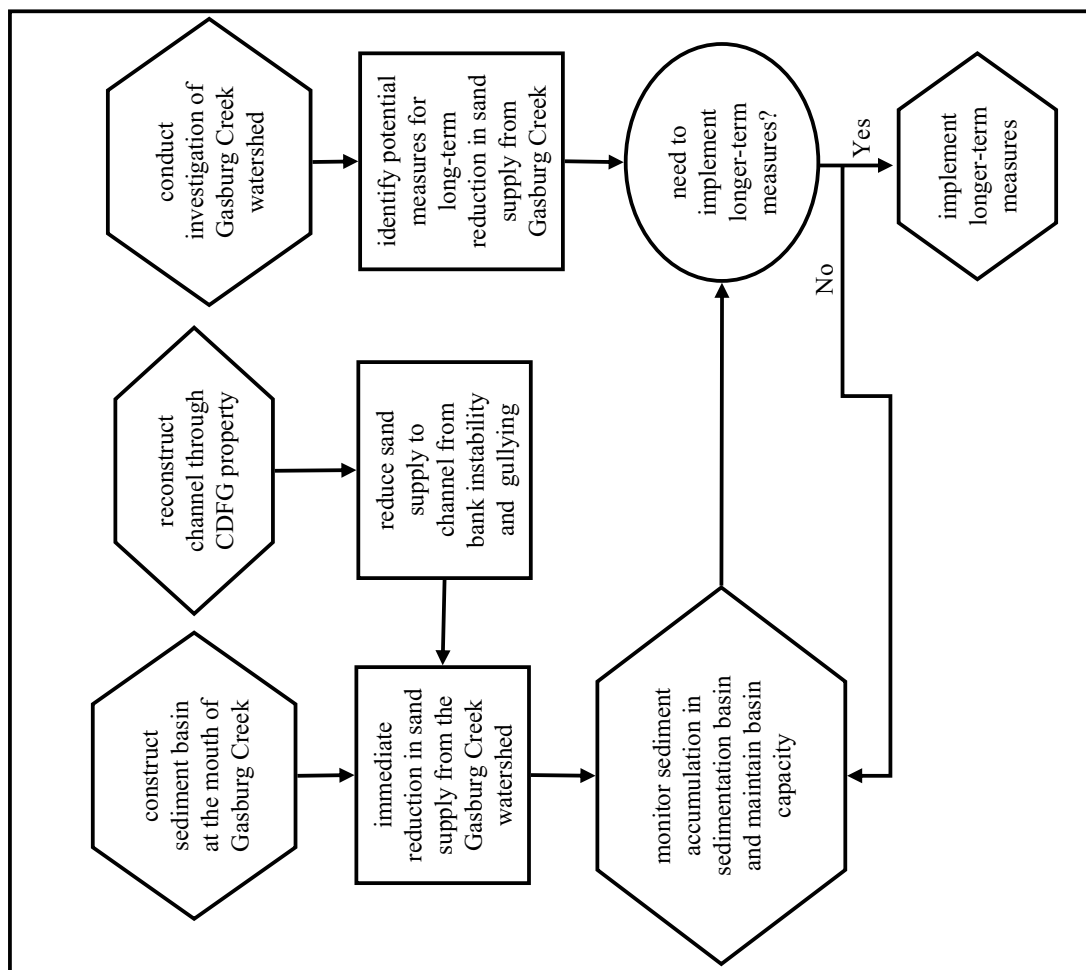 construct
sediment basin
at the mouth of
Gasburg Creek
reconstruct
channel through
CDFG property
conduct
investigation of
Gasburg Creek
watershed
immediate
reduction in sand
supply from the
Gasburg Creek
watershed
reduce sand
supply to
channel from
bank instability
and gullying
identify potential
measures for
long-term
reduction in sand
supply from
Gasburg Creek
monitor sediment
accumulation in
sedimentation basin
and maintain basin
capacity
need to
implement
longer-term
measures?
No
Yes
implement
longer-term
measures